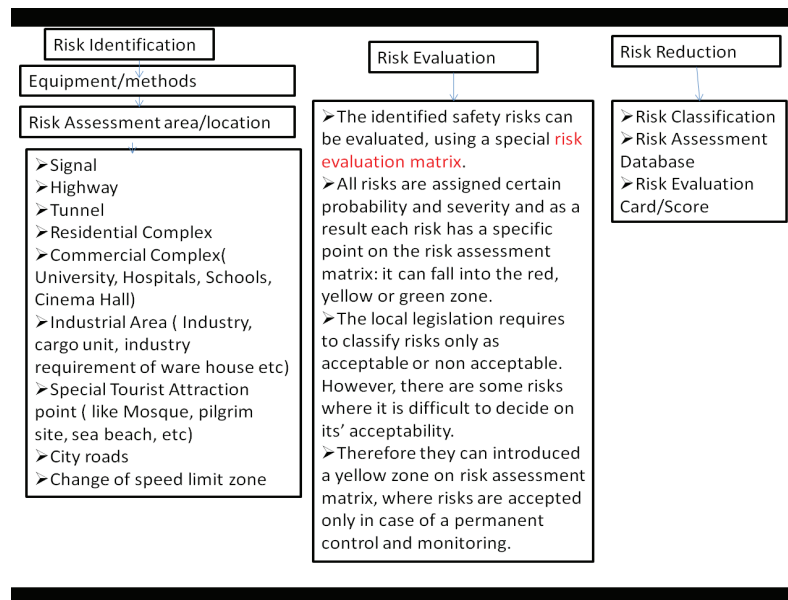 Risk Identification
Equipment/methods
Risk Assessment area/location
➢Signal
➢Highway
➢Tunnel
➢Residential Complex
➢Commercial Complex(
University, Hospitals, Schools,
Cinema Hall)
➢Industrial Area ( Industry,
cargo unit, industry
requirement of ware house etc)
➢Special Tourist Attraction
point ( like Mosque, pilgrim
site, sea beach, etc)
➢City roads
➢Change of speed limit zone
Risk Evaluation
➢The identified safety risks can
be evaluated, using a special risk
evaluation matrix.
➢All risks are assigned certain
probability and severity and as a
result each risk has a specific
point on the risk assessment
matrix: it can fall into the red,
yellow or green zone.
➢The local legislation requires
to classify risks only as
acceptable or non acceptable.
However, there are some risks
where it is difficult to decide on
its’ acceptability.
➢Therefore they can introduced
a yellow zone on risk assessment
matrix, where risks are accepted
only in case of a permanent
control and monitoring.
Risk Reduction
➢Risk Classification
➢Risk Assessment
Database
➢Risk Evaluation
Card/Score